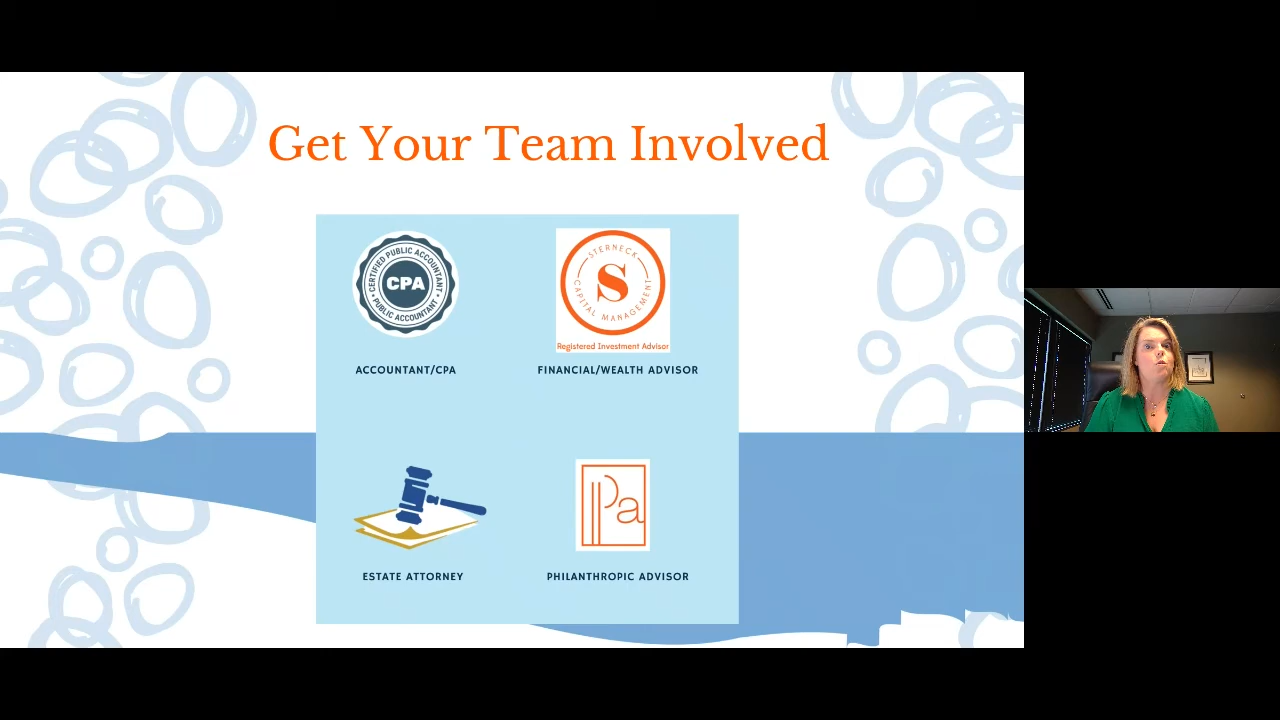 Get Your Team Involved
CERTIFIED PUBLIC ACCOUNTANT
CPA
PUBLIC ACCOUNTANT
STERNECK
S
CAPITAL MANAGEMENT
Registered Investment Advisor
ACCOUNTANT/CPA
FINANCIAL/WEALTH ADVISOR
Pa
ESTATE ATTORNEY
PHILANTHROPIC ADVISOR